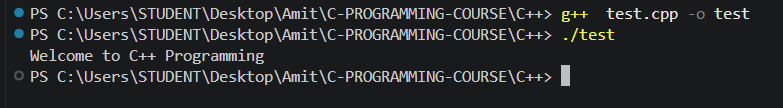 PS C:\Users\STUDENT\Desktop\Amit\C-PROGRAMMING-COURSE\C++> g++  test.cpp -o test
PS C:\Users\STUDENT\Desktop\Amit\C-PROGRAMMING-COURSE\C++> ./test
Welcome to C++ Programming
PS C:\Users\STUDENT\Desktop\Amit\C-PROGRAMMING-COURSE\C++>